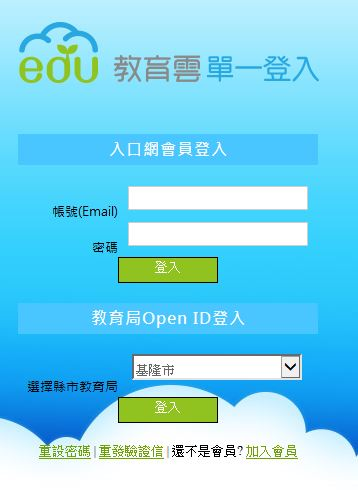 edu 教育雲 單一登入
入口網會員登入
帳號(Email)
密碼
登入
教育局Open ID登入
基隆市
選擇縣市教育局
登入
重設密碼 | 重發驗證信 | 還不是會員? 加入會員